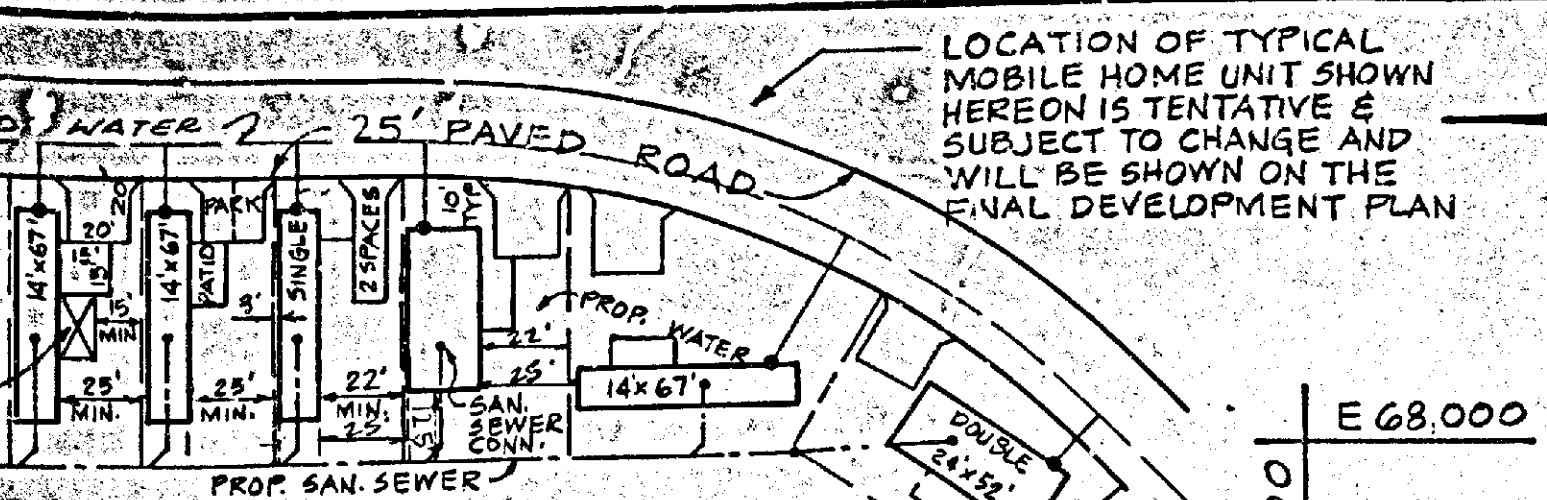 LOCATION OF TYPICAL
MOBILE HOME UNIT SHOWN
HEREON IS TENTATIVE &
SUBJECT TO CHANGE AND
WILL BE SHOWN ON THE
FINAL DEVELOPMENT PLAN
WATER
25' PAVED ROAD
14'x67'
20'
20'
15'
15'
MIN
25'
MIN.
14'x67'
PARK
PATIO
3'
25'
MIN.
SINGLE
2 SPACES
22'
MIN.
25'
10'
TYP
12.5
SAN.
SEWER
CONN.
22'
25'
PROP. WATER
14'x67'
DOUBLE
24'x52'
PROP. SAN. SEWER
E 68,000